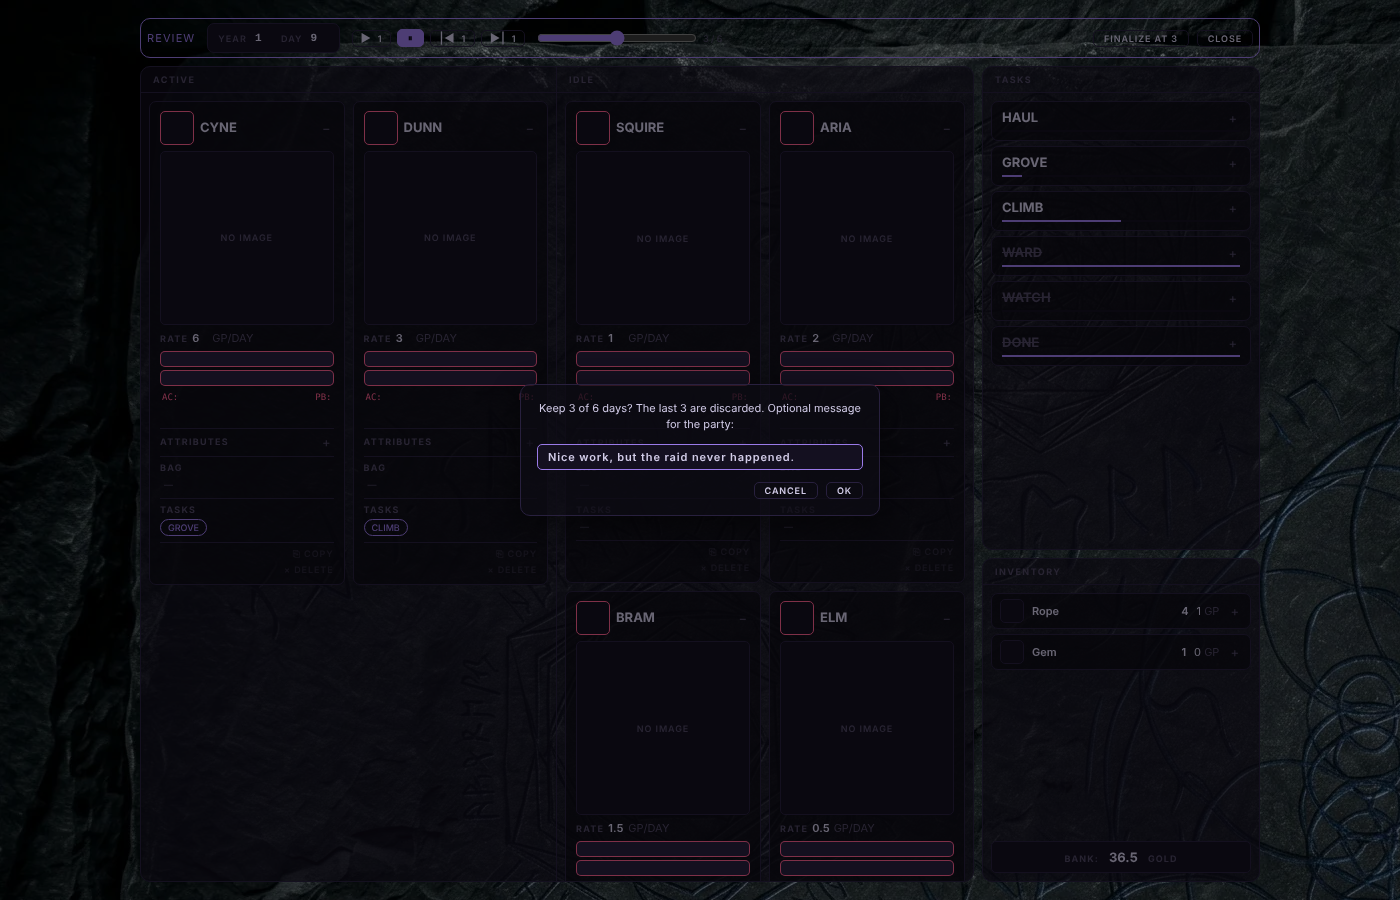 REVIEW YEAR 1 DAY 9 1 1 1 FINALIZE AT 3 CLOSE
ACTIVE
CYNE –
NO IMAGE
RATE 6 GP/DAY
AC: PB:
ATTRIBUTES +
BAG
—
TASKS
GROVE
COPY
× DELETE
DUNN –
NO IMAGE
RATE 3 GP/DAY
AC: PB:
ATTRIBUTES
BAG
—
TASKS
CLIMB
COPY
× DELETE
IDLE
SQUIRE –
NO IMAGE
RATE 1 GP/DAY
AC: PB:
TASKS
—
COPY
× DELETE
ARIA –
NO IMAGE
RATE 2 GP/DAY
AC: PB:
+
TASKS
—
COPY
× DELETE
BRAM –
NO IMAGE
RATE 1.5 GP/DAY
ELM –
NO IMAGE
RATE 0.5 GP/DAY
Keep 3 of 6 days? The last 3 are discarded. Optional message
for the party:
Nice work, but the raid never happened.
CANCEL OK
TASKS
HAUL +
GROVE +
CLIMB +
WARD +
WATCH +
DONE +
INVENTORY
Rope 4 1 GP +
Gem 1 0 GP +
BANK: 36.5 GOLD